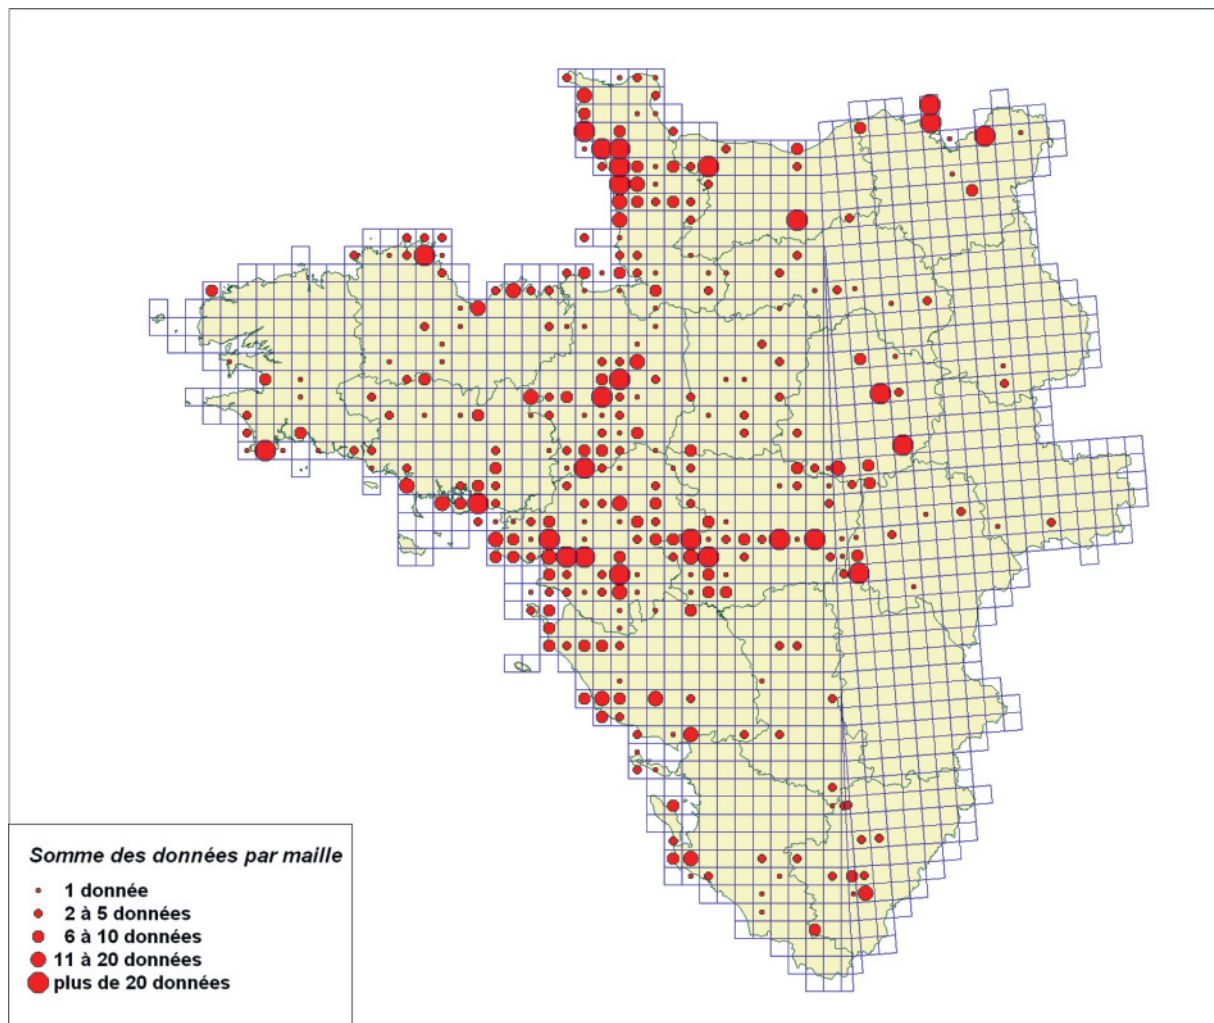 Somme des données par maille
1 donnée
2 à 5 données
6 à 10 données
11 à 20 données
plus de 20 données